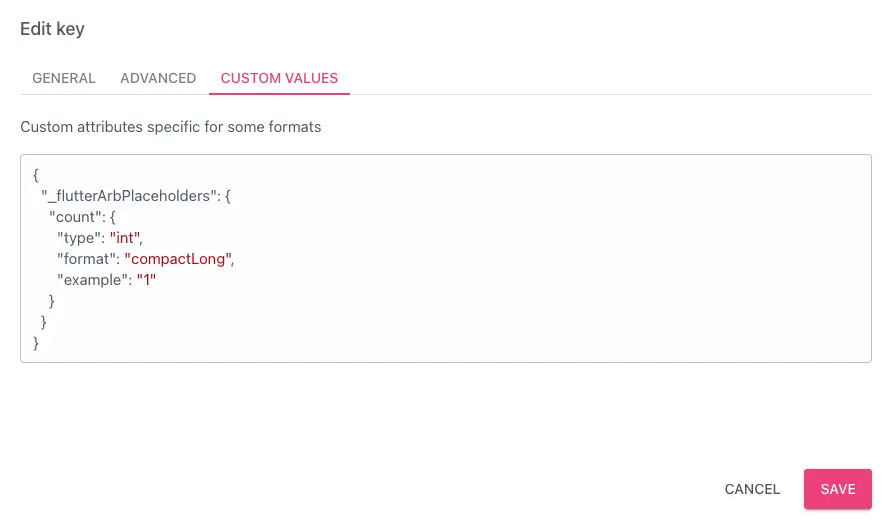 Edit key
GENERAL ADVANCED CUSTOM VALUES
Custom attributes specific for some formats
{
  "_flutterArbPlaceholders": {
    "count": {
      "type": "int",
      "format": "compactLong",
      "example": "1"
    }
  }
}
CANCEL SAVE